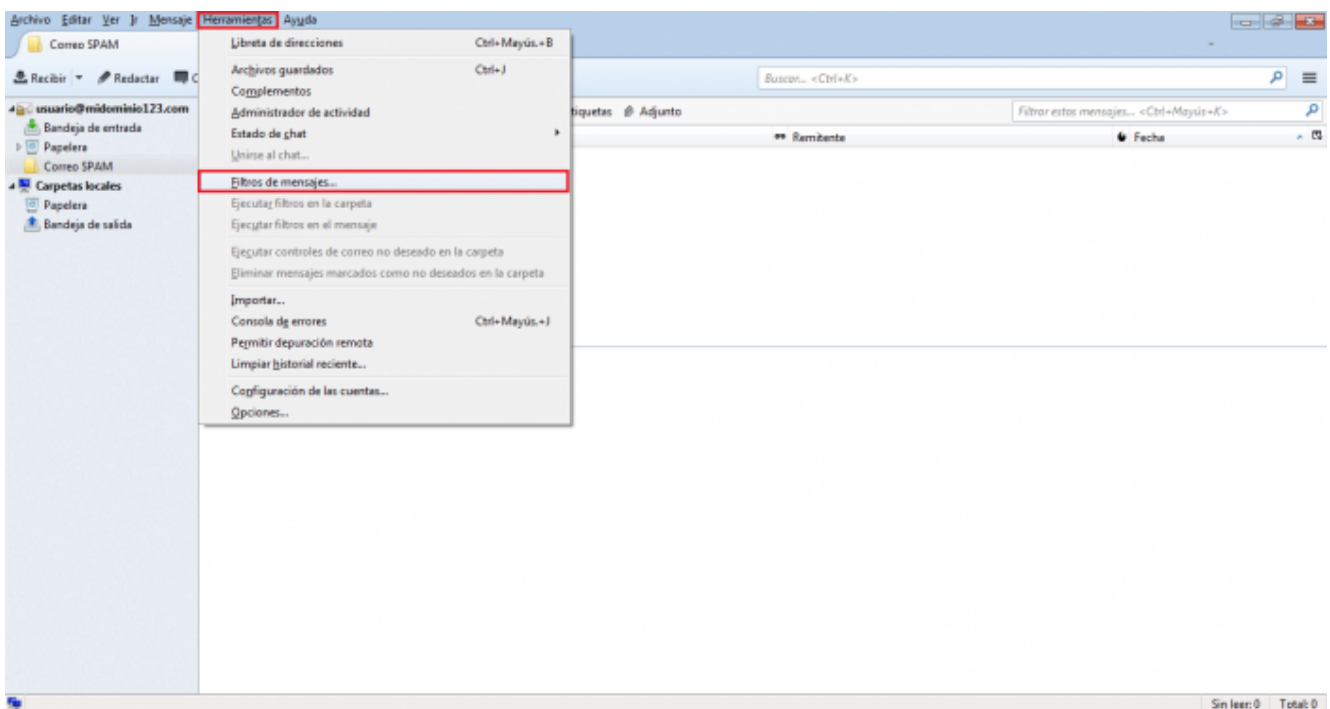 Archivo Editar Ver Ir Mensaje Herramientas Ayuda
Correo SPAM
Recibir Redactar
Buscar... <Ctrl+K>
usuario@midominio123.com
Bandeja de entrada
Papelera
Correo SPAM
Carpetas locales
Papelera
Bandeja de salida
Libreta de direcciones Ctrl+Mayús.+B
Archivos guardados Ctrl+J
Complementos
Administrador de actividad
Estado de chat
Unirse al chat...
Filtros de mensajes...
Ejecutar filtros en la carpeta
Ejecutar filtros en el mensaje
Ejecutar controles de correo no deseado en la carpeta
Eliminar mensajes marcados como no deseados en la carpeta
Importar...
Consola de errores Ctrl+Mayús.+J
Permitir depuración remota
Limpiar historial reciente...
Configuración de las cuentas...
Opciones...
tiquetas Adjunto
Filtrar estos mensajes... <Ctrl+Mayús+K>
Remitente Fecha
Sin leer: 0 Total: 0